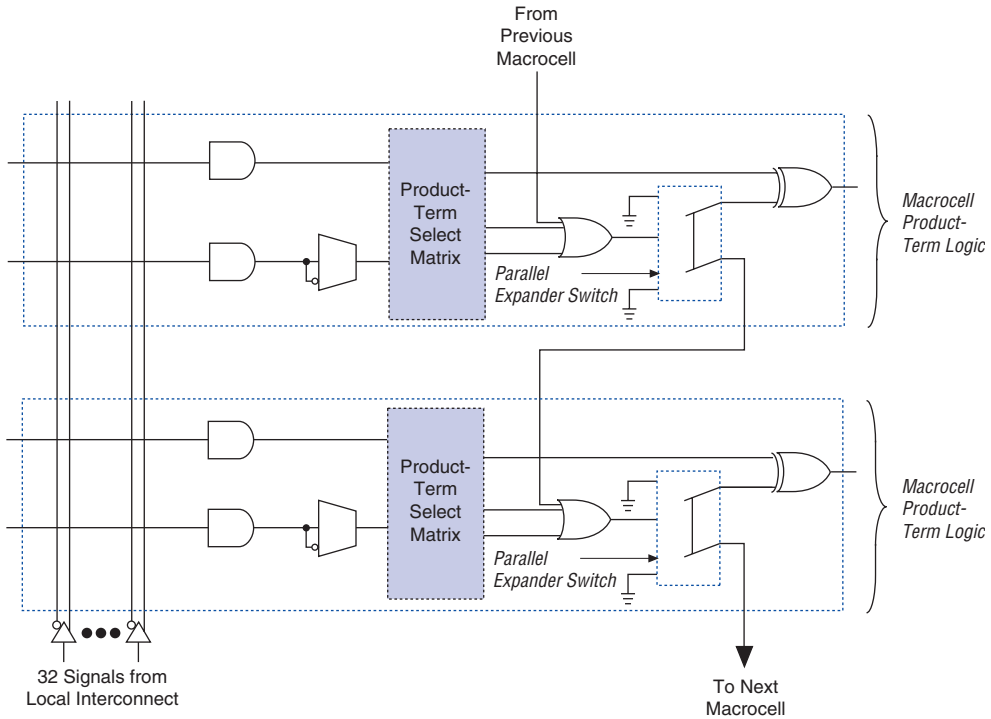 From
Previous
Macrocell
Product-
Term
Select
Matrix
Parallel
Expander Switch
Macrocell
Product-
Term Logic
Product-
Term
Select
Matrix
Parallel
Expander Switch
Macrocell
Product-
Term Logic
32 Signals from
Local Interconnect
To Next
Macrocell